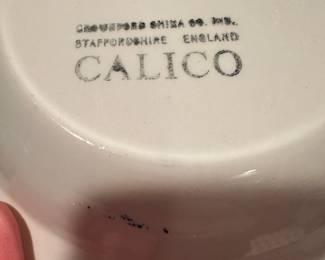 CROWNFORD CHINA CO. INC.
STAFFORDSHIRE ENGLAND
CALICO